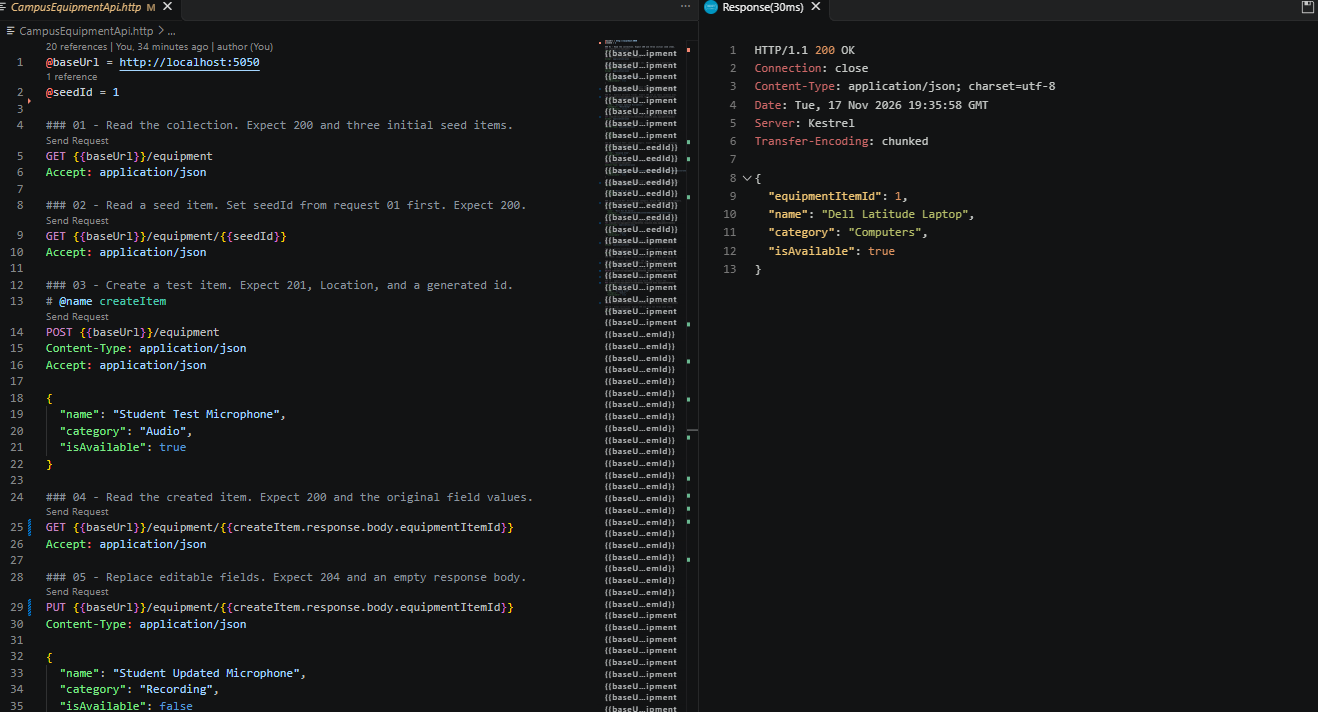 CampusEquipmentApi.http M
CampusEquipmentApi.http > ...
20 references | You, 34 minutes ago | author (You)
1 @baseUrl = http://localhost:5050
1 reference
2 @seedId = 1
3
4 ### 01 - Read the collection. Expect 200 and three initial seed items.
Send Request
5 GET {{baseUrl}}/equipment
6 Accept: application/json
7
8 ### 02 - Read a seed item. Set seedId from request 01 first. Expect 200.
Send Request
9 GET {{baseUrl}}/equipment/{{seedId}}
10 Accept: application/json
11
12 ### 03 - Create a test item. Expect 201, Location, and a generated id.
13 # @name createItem
Send Request
14 POST {{baseUrl}}/equipment
15 Content-Type: application/json
16 Accept: application/json
17
18 {
19 "name": "Student Test Microphone",
20 "category": "Audio",
21 "isAvailable": true
22 }
23
24 ### 04 - Read the created item. Expect 200 and the original field values.
Send Request
25 GET {{baseUrl}}/equipment/{{createItem.response.body.equipmentItemId}}
26 Accept: application/json
27
28 ### 05 - Replace editable fields. Expect 204 and an empty response body.
Send Request
29 PUT {{baseUrl}}/equipment/{{createItem.response.body.equipmentItemId}}
30 Content-Type: application/json
31
32 {
33 "name": "Student Updated Microphone",
34 "category": "Recording",
35 "isAvailable": false
Response(30ms)
1 HTTP/1.1 200 OK
2 Connection: close
3 Content-Type: application/json; charset=utf-8
4 Date: Tue, 17 Nov 2026 19:35:58 GMT
5 Server: Kestrel
6 Transfer-Encoding: chunked
7
8 {
9 "equipmentItemId": 1,
10 "name": "Dell Latitude Laptop",
11 "category": "Computers",
12 "isAvailable": true
13 }